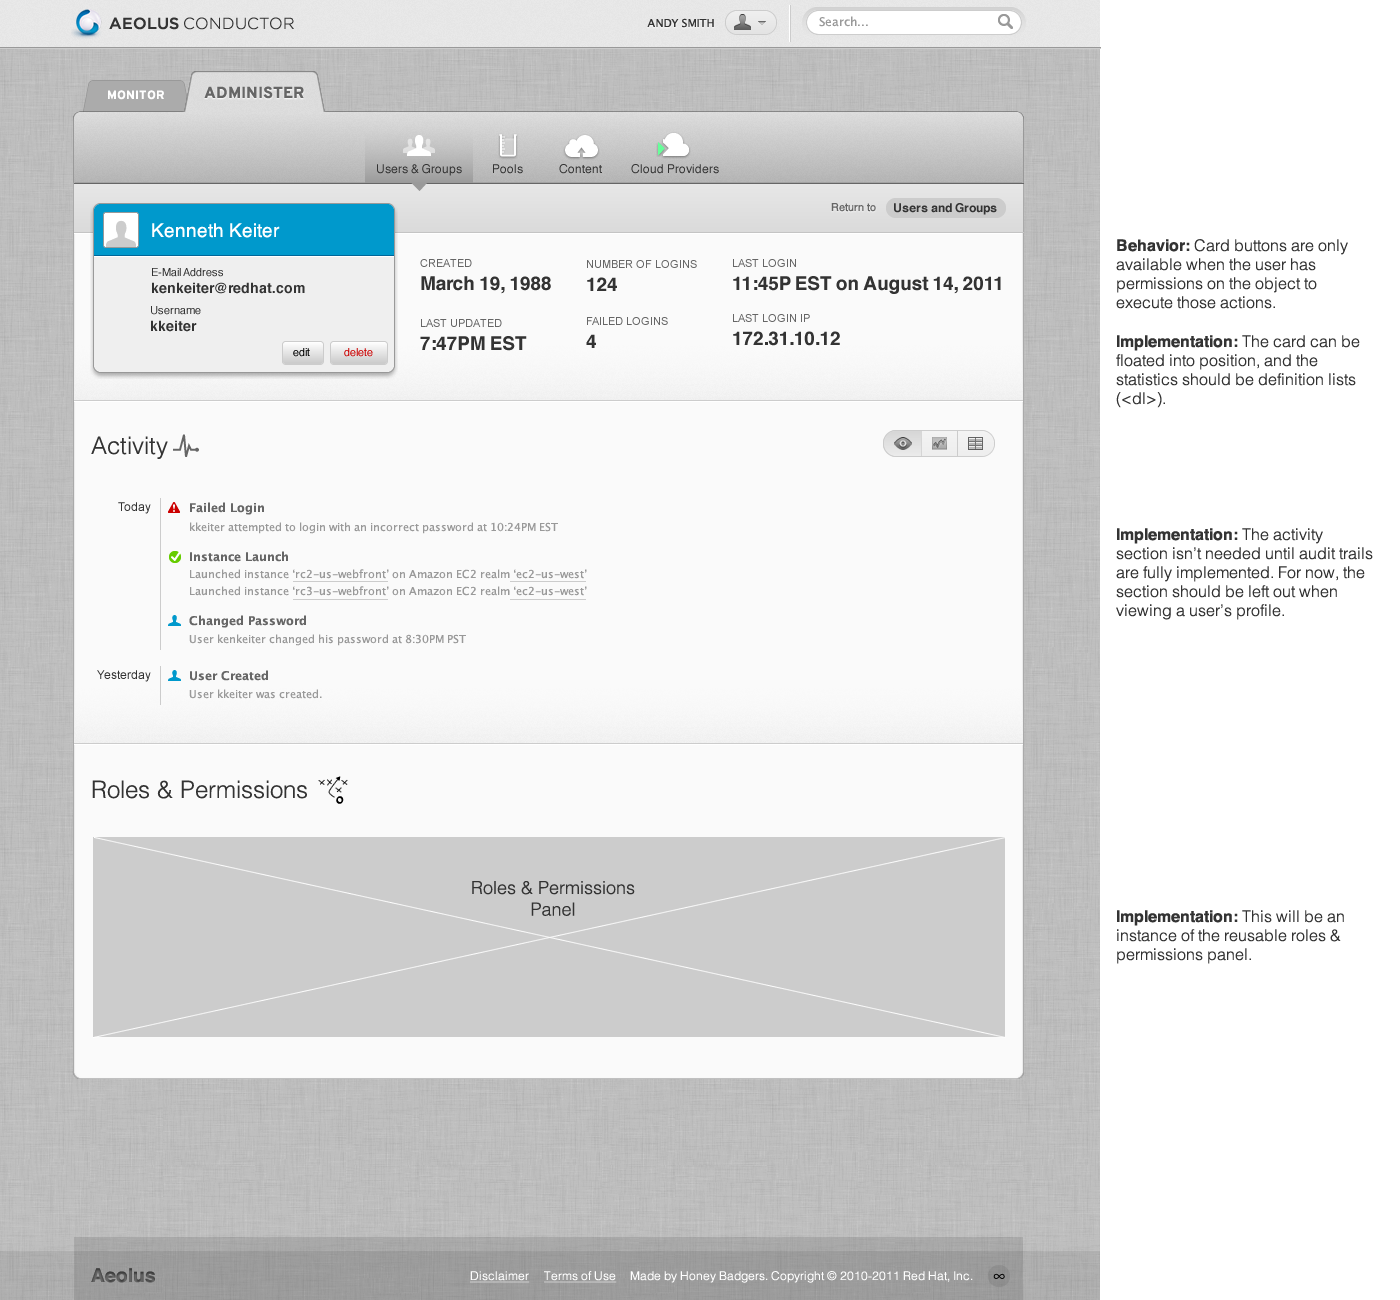 AEOLUS CONDUCTOR
ANDY SMITH
Search...
MONITOR
ADMINISTER
Users & Groups
Pools
Content
Cloud Providers
Return to
Users and Groups
Kenneth Keiter
E-Mail Address
kenkeiter@redhat.com
Username
kkeiter
edit
delete
CREATED
March 19, 1988
NUMBER OF LOGINS
124
LAST LOGIN
11:45P EST on August 14, 2011
LAST UPDATED
7:47PM EST
FAILED LOGINS
4
LAST LOGIN IP
172.31.10.12
Behavior: Card buttons are only
available when the user has
permissions on the object to
execute those actions.
Implementation: The card can be
floated into position, and the
statistics should be definition lists
(<dl>).
Activity
Today
Failed Login
kkeiter attempted to login with an incorrect password at 10:24PM EST
Instance Launch
Launched instance ‘rc2-us-webfront’ on Amazon EC2 realm ‘ec2-us-west’
Launched instance ‘rc3-us-webfront’ on Amazon EC2 realm ‘ec2-us-west’
Changed Password
User kenkeiter changed his password at 8:30PM PST
Yesterday
User Created
User kkeiter was created.
Implementation: The activity
section isn’t needed until audit trails
are fully implemented. For now, the
section should be left out when
viewing a user’s profile.
Roles & Permissions
Roles & Permissions
Panel
Implementation: This will be an
instance of the reusable roles &
permissions panel.
Aeolus
Disclaimer
Terms of Use
Made by Honey Badgers. Copyright © 2010-2011 Red Hat, Inc.